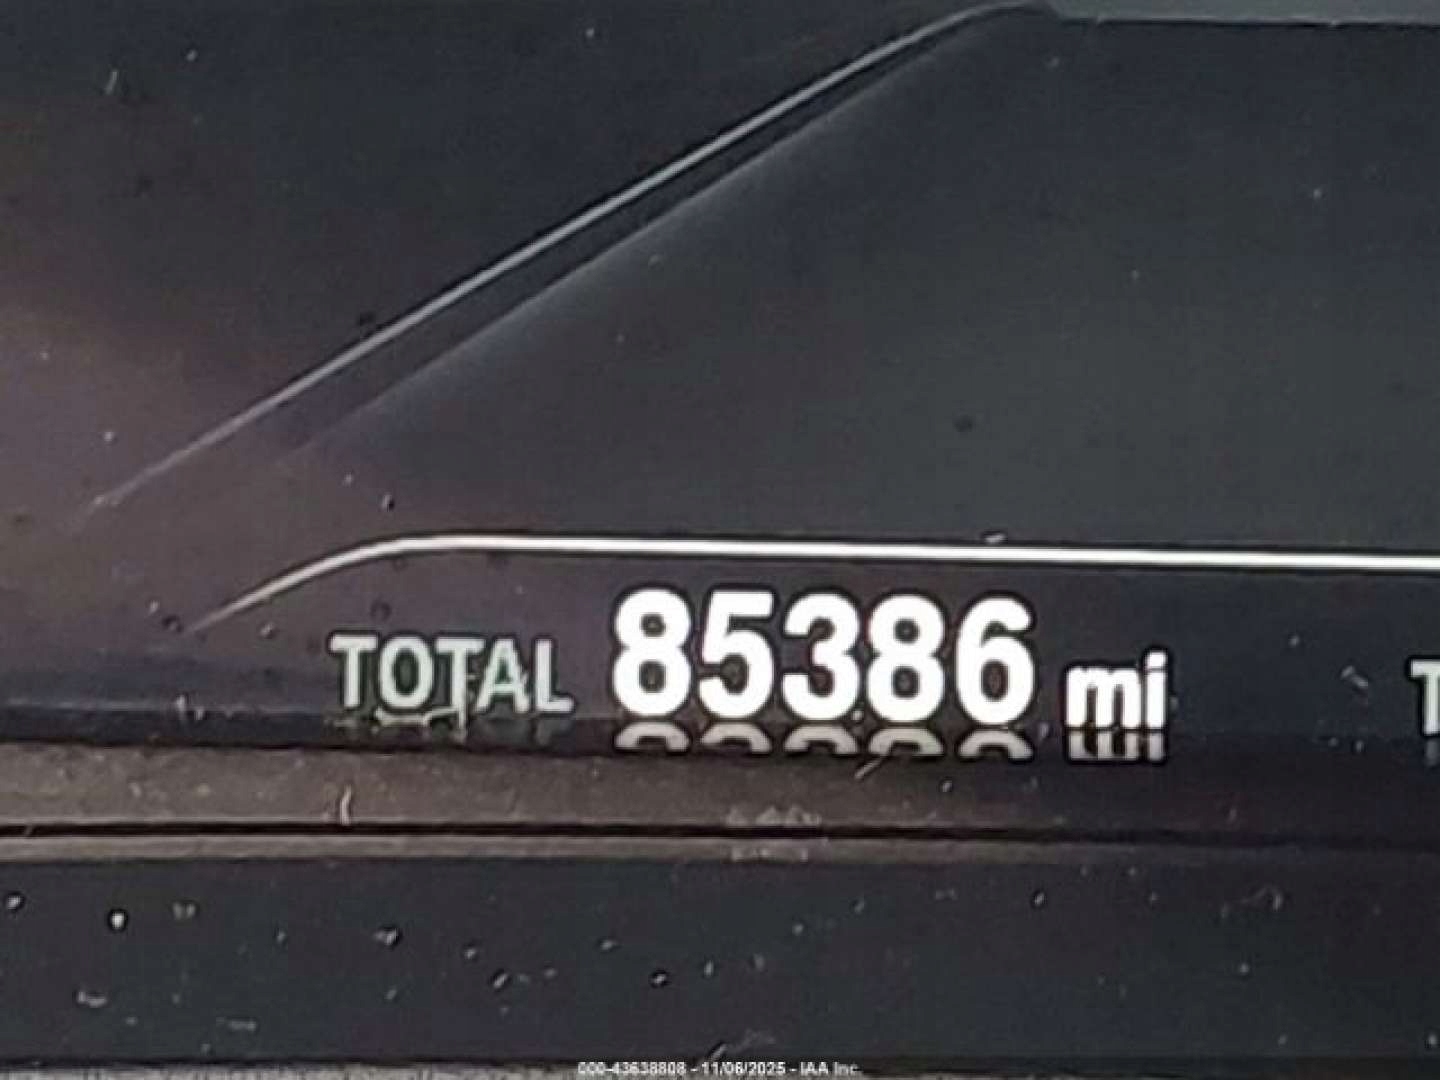 TOTAL 85386 mi T
000-43638808 - 11/06/2025 - IAA Inc.